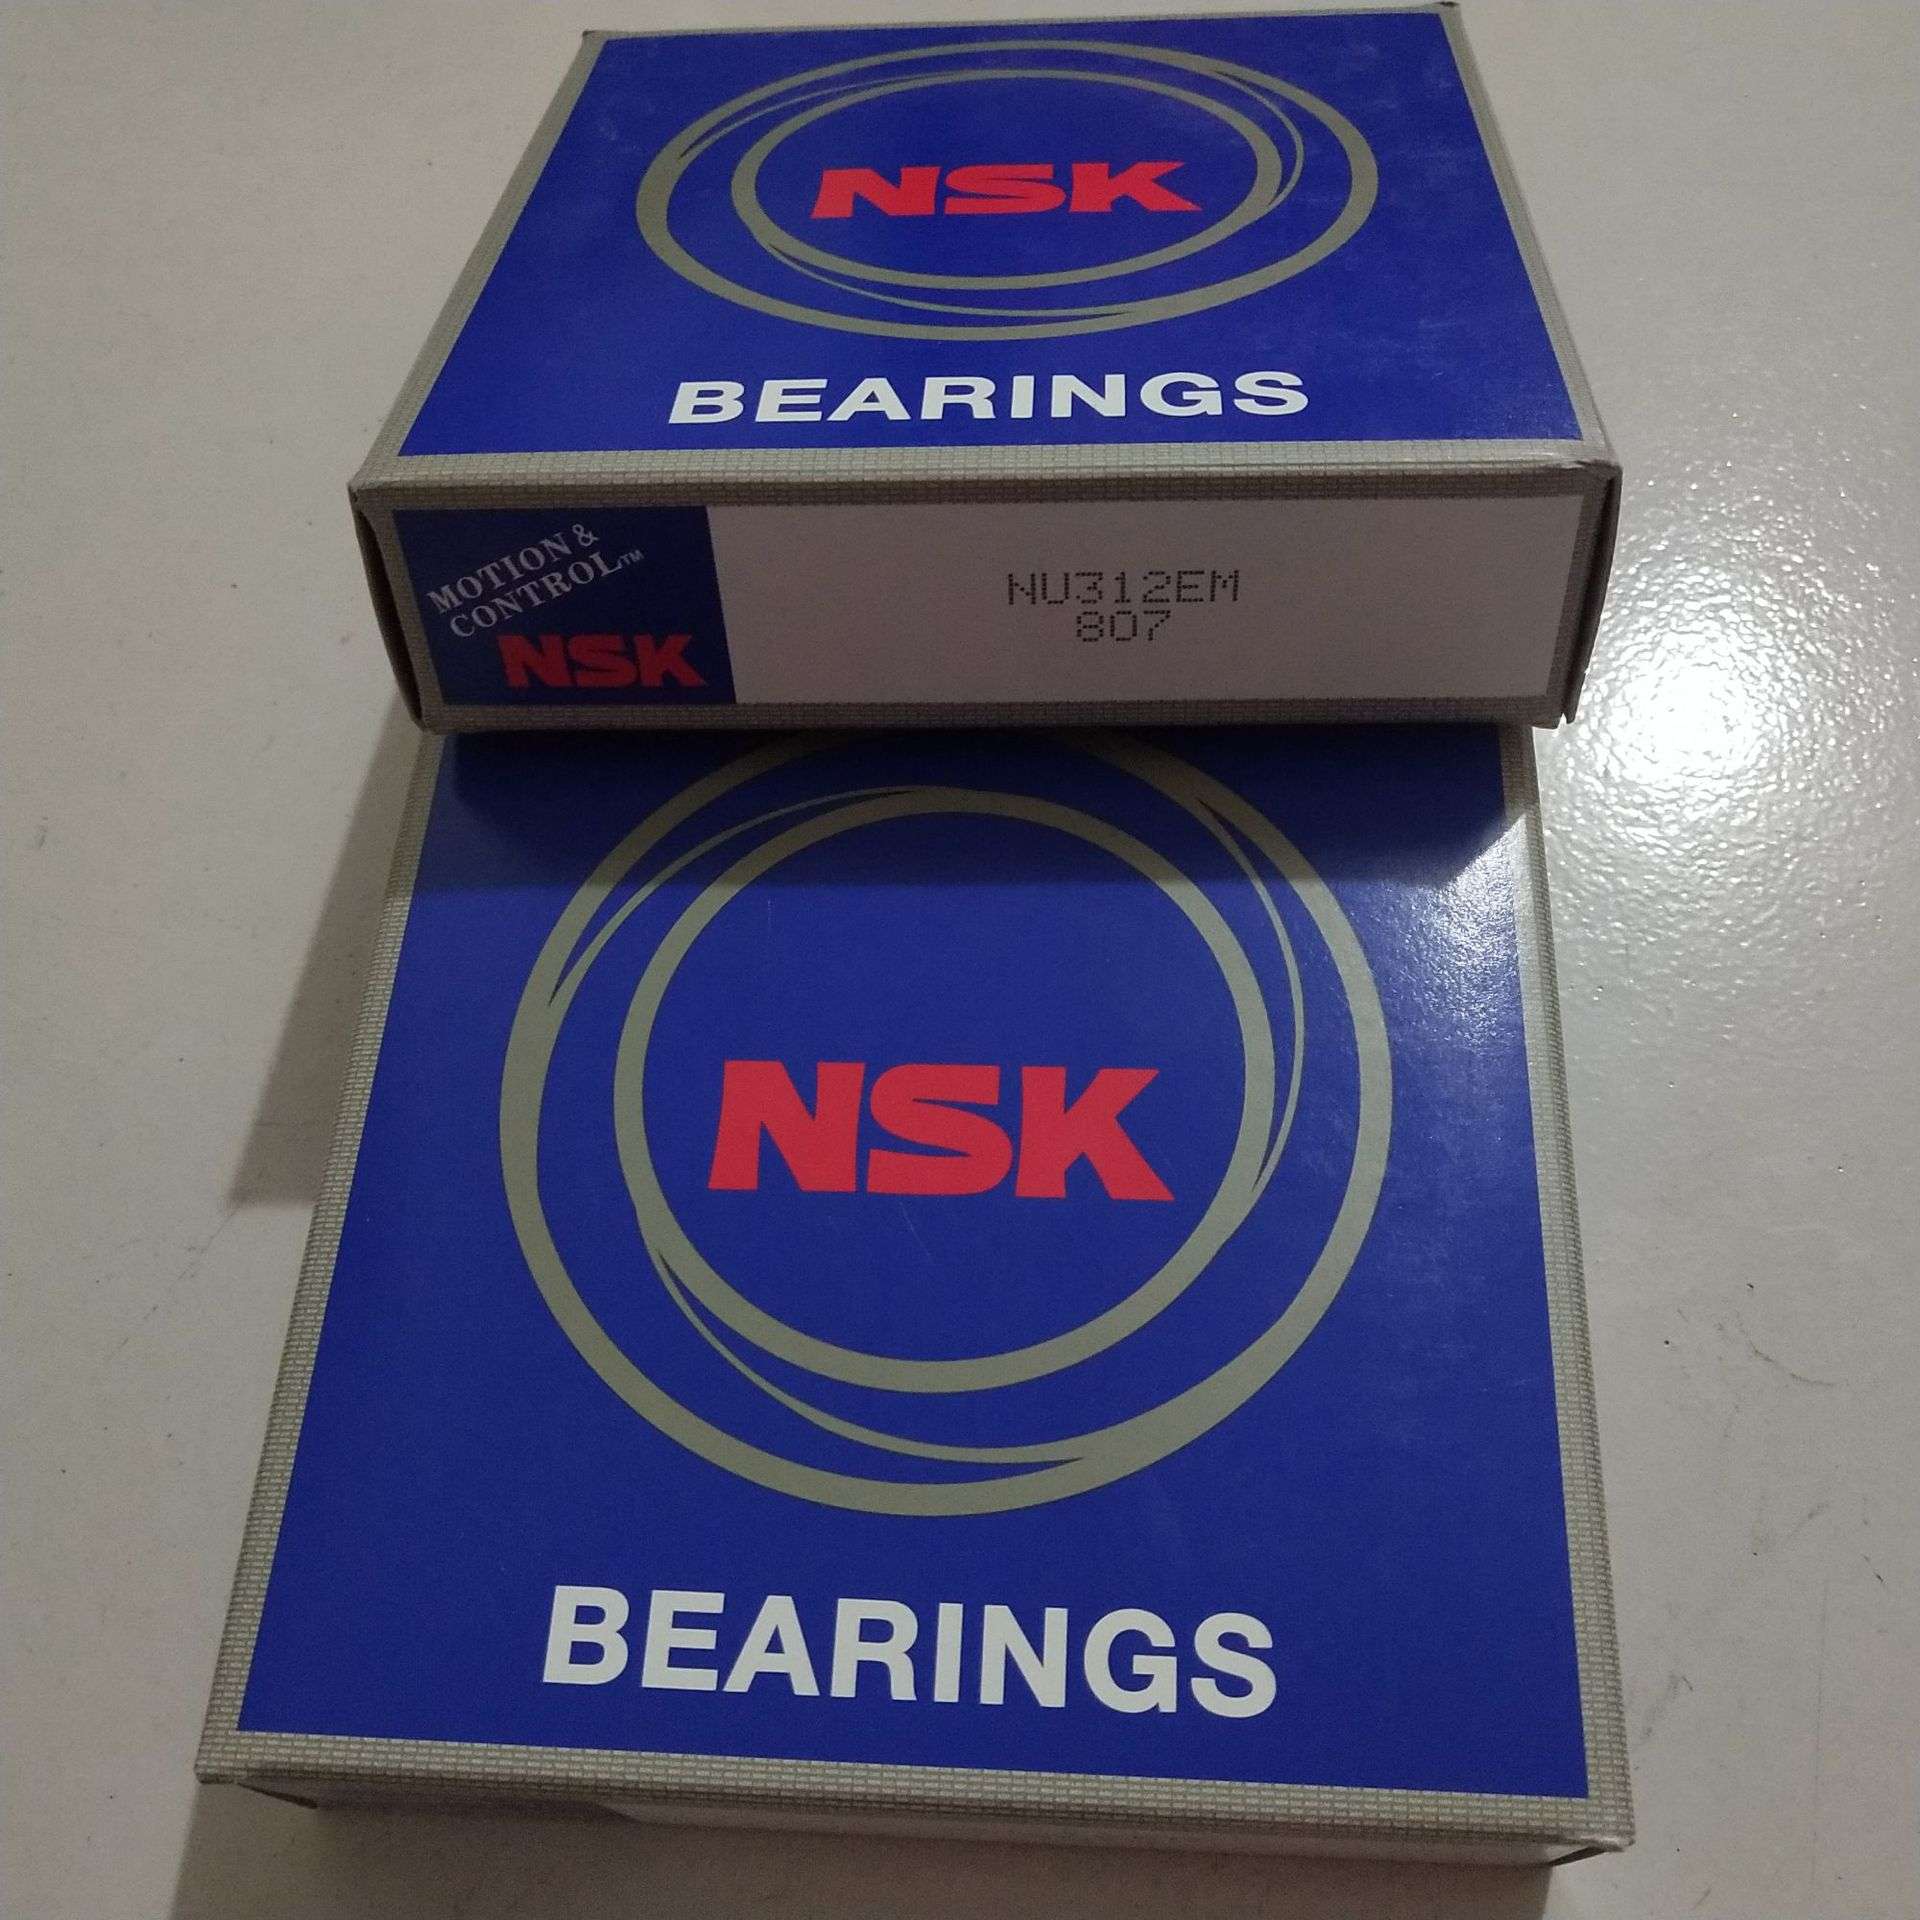 NSK
BEARINGS
MOTION &
CONTROL™
NSK
NU312EM
807
NSK
BEARINGS